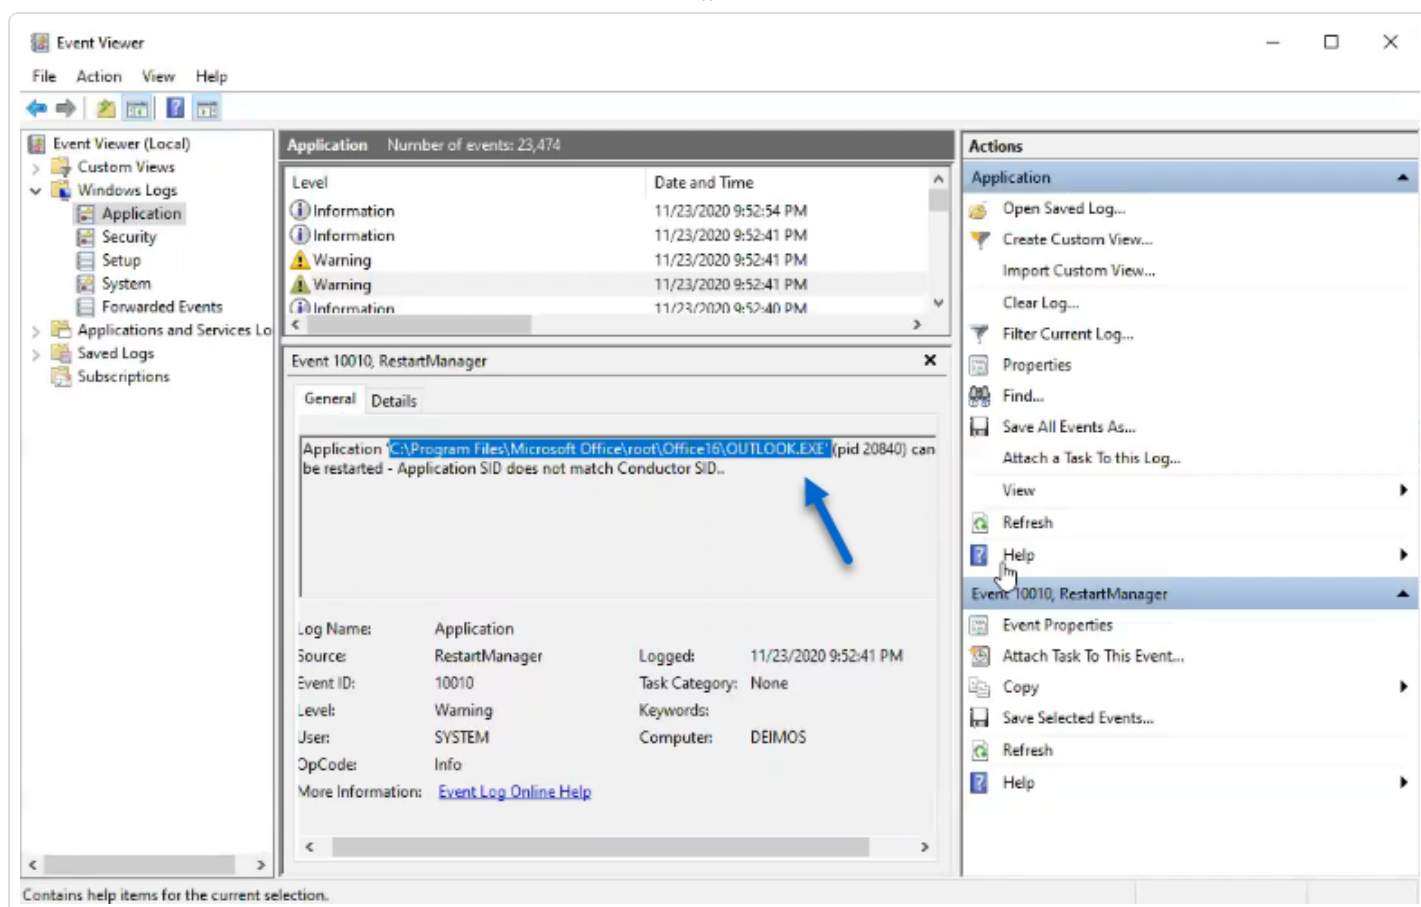 Event Viewer
File Action View Help
Event Viewer (Local)
Custom Views
Windows Logs
Application
Security
Setup
System
Forwarded Events
Applications and Services Lo
Saved Logs
Subscriptions
Application Number of events: 23,474
Level Date and Time
Information 11/23/2020 9:52:54 PM
Information 11/23/2020 9:52:41 PM
Warning 11/23/2020 9:52:41 PM
Warning 11/23/2020 9:52:41 PM
Information 11/23/2020 9:52:40 PM
Event 10010, RestartManager
General Details
Application 'C:\Program Files\Microsoft Office\root\Office16\OUTLOOK.EXE' (pid 20840) can
be restarted - Application SID does not match Conductor SID..
Log Name: Application
Source: RestartManager Logged: 11/23/2020 9:52:41 PM
Event ID: 10010 Task Category: None
Level: Warning Keywords:
User: SYSTEM Computer: DEIMOS
OpCode: Info
More Information: Event Log Online Help
Actions
Application
Open Saved Log...
Create Custom View...
Import Custom View...
Clear Log...
Filter Current Log...
Properties
Find...
Save All Events As...
Attach a Task To this Log...
View
Refresh
Help
Event 10010, RestartManager
Event Properties
Attach Task To This Event...
Copy
Save Selected Events...
Refresh
Help
Contains help items for the current selection.